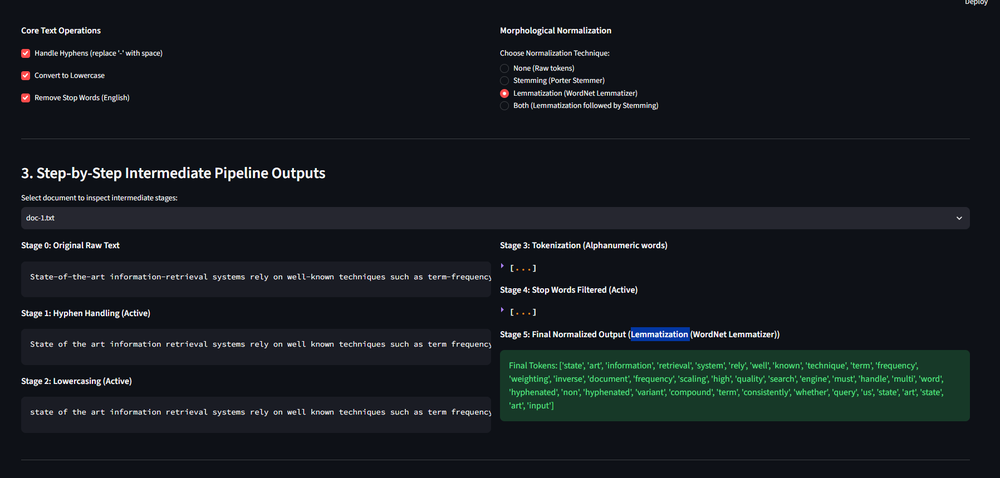 Deploy
Core Text Operations
Handle Hyphens (replace '-' with space)
Convert to Lowercase
Remove Stop Words (English)
Morphological Normalization
Choose Normalization Technique:
None (Raw tokens)
Stemming (Porter Stemmer)
Lemmatization (WordNet Lemmatizer)
Both (Lemmatization followed by Stemming)
3. Step-by-Step Intermediate Pipeline Outputs
Select document to inspect intermediate stages:
doc-1.txt
Stage 0: Original Raw Text
State-of-the-art information-retrieval systems rely on well-known techniques such as term-frequency
Stage 1: Hyphen Handling (Active)
State of the art information retrieval systems rely on well known techniques such as term frequency
Stage 2: Lowercasing (Active)
state of the art information retrieval systems rely on well known techniques such as term frequency
Stage 3: Tokenization (Alphanumeric words)
[...]
Stage 4: Stop Words Filtered (Active)
[...]
Stage 5: Final Normalized Output (Lemmatization (WordNet Lemmatizer))
Final Tokens: ['state', 'art', 'information', 'retrieval', 'system', 'rely', 'well', 'known', 'technique', 'term', 'frequency',
'weighting', 'inverse', 'document', 'frequency', 'scaling', 'high', 'quality', 'search', 'engine', 'must', 'handle', 'multi', 'word',
'hyphenated', 'non', 'hyphenated', 'variant', 'compound', 'term', 'consistently', 'whether', 'query', 'us', 'state', 'art', 'state',
'art', 'input']